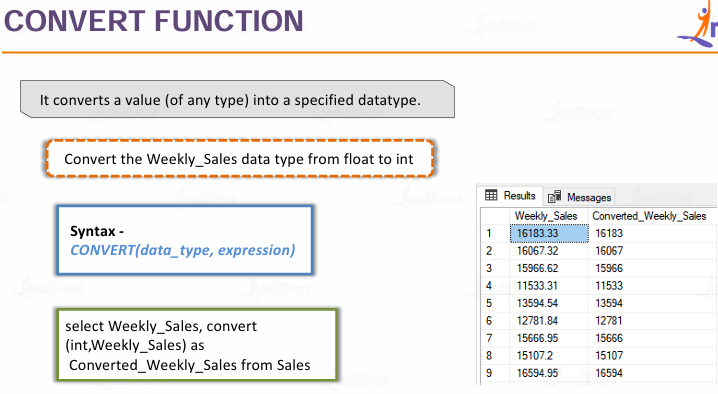 CONVERT FUNCTION
It converts a value (of any type) into a specified datatype.
Convert the Weekly_Sales data type from float to int
Syntax -
CONVERT(data_type, expression)
select Weekly_Sales, convert
(int,Weekly_Sales) as
Converted_Weekly_Sales from Sales
Results Messages
Weekly_Sales Converted_Weekly_Sales
1 16183.33 16183
2 16067.32 16067
3 15966.62 15966
4 11533.31 11533
5 13594.54 13594
6 12781.84 12781
7 15666.95 15666
8 15107.2 15107
9 16594.95 16594